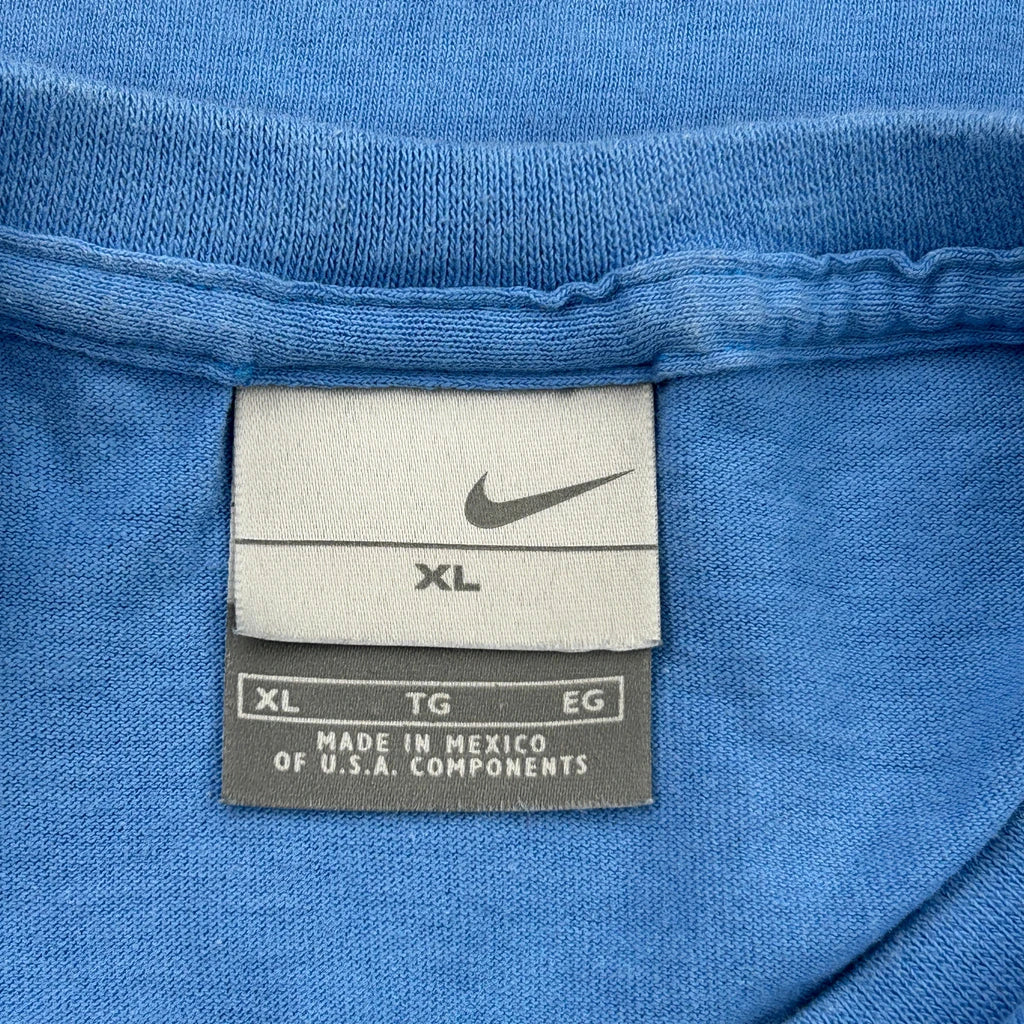 XL
XL TG EG
MADE IN MEXICO
OF U.S.A. COMPONENTS